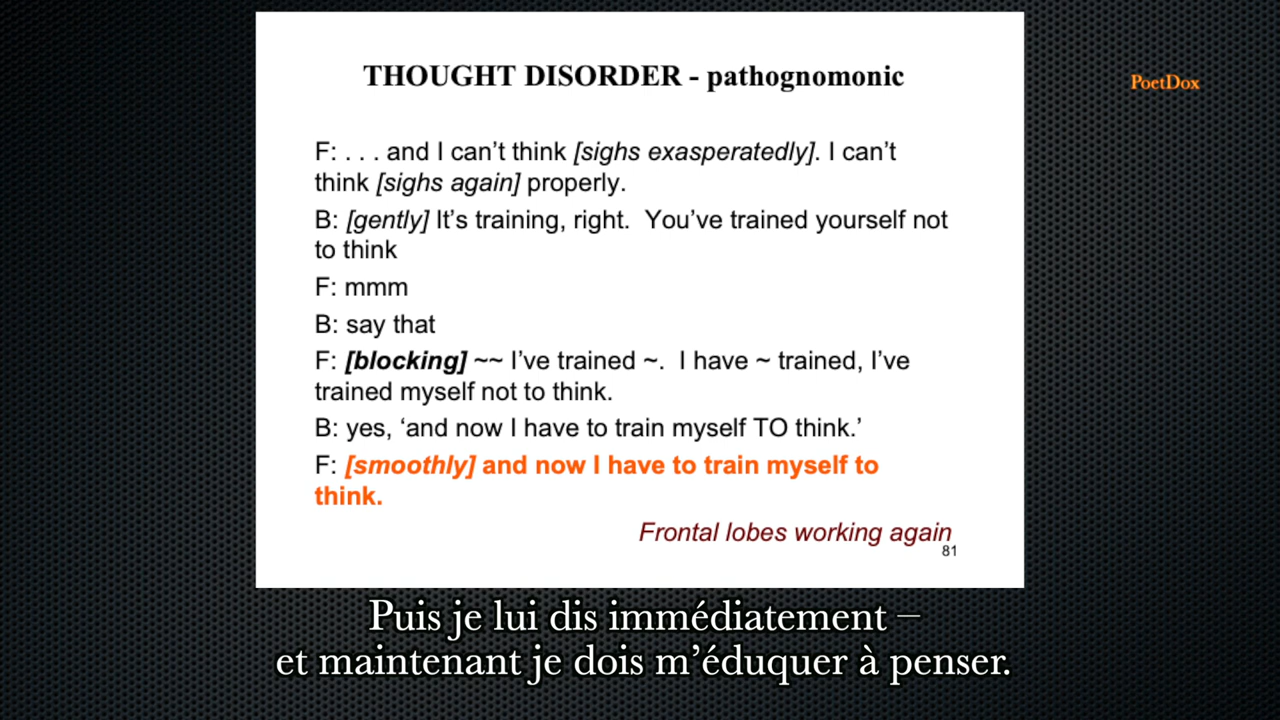 THOUGHT DISORDER - pathognomonic
PoetDox
F: . . . and I can’t think [sighs exasperatedly]. I can’t
think [sighs again] properly.
B: [gently] It’s training, right.  You’ve trained yourself not
to think
F: mmm
B: say that
F: [blocking] ~~ I’ve trained ~.  I have ~ trained, I’ve
trained myself not to think.
B: yes, ‘and now I have to train myself TO think.’
F: [smoothly] and now I have to train myself to
think.
Frontal lobes working again
81
Puis je lui dis immédiatement –
et maintenant je dois m’éduquer à penser.